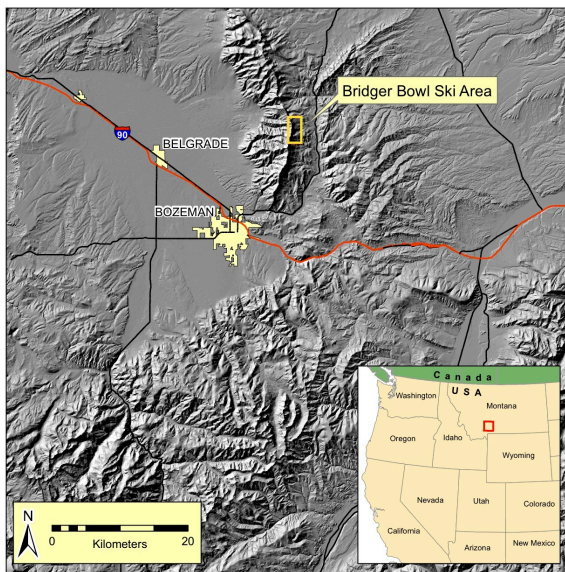 Bridger Bowl Ski Area
90
BELGRADE
BOZEMAN
Canada
USA
Washington
Montana
Oregon
Idaho
Wyoming
Nevada
Utah
Colorado
California
Arizona
New Mexico
N
0 Kilometers 20